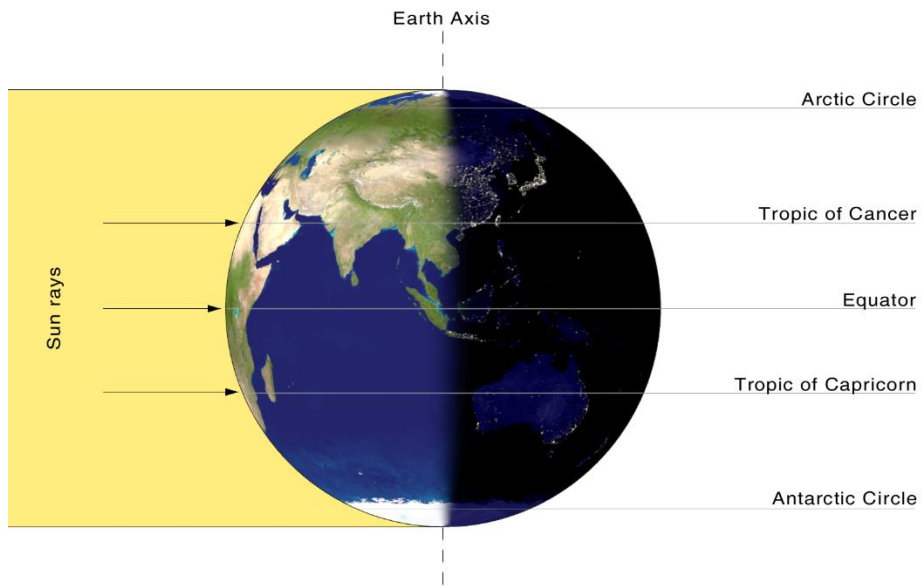 Earth Axis
Arctic Circle
Tropic of Cancer
Sun rays
Equator
Tropic of Capricorn
Antarctic Circle